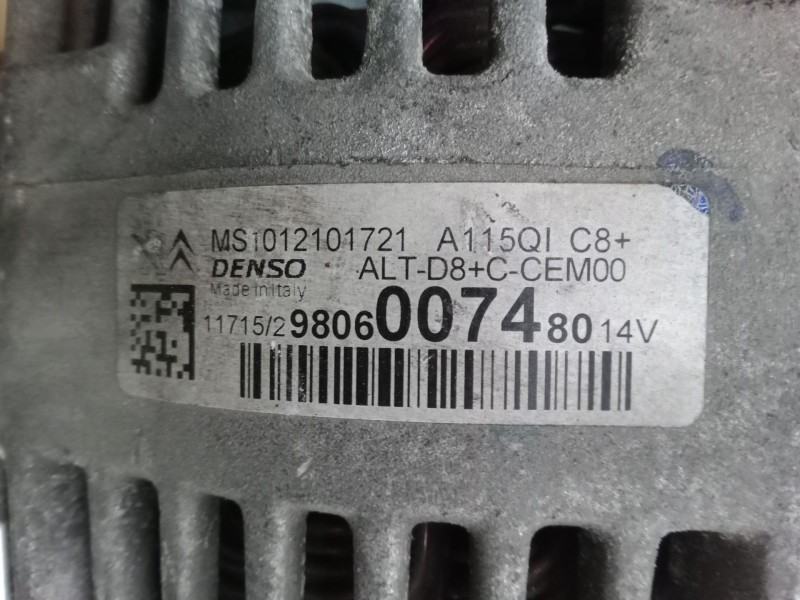 MS1012101721 A115QI C8+
DENSO ALT-D8+C-CEM00
Made in Italy
11715/2 9806007480 14V